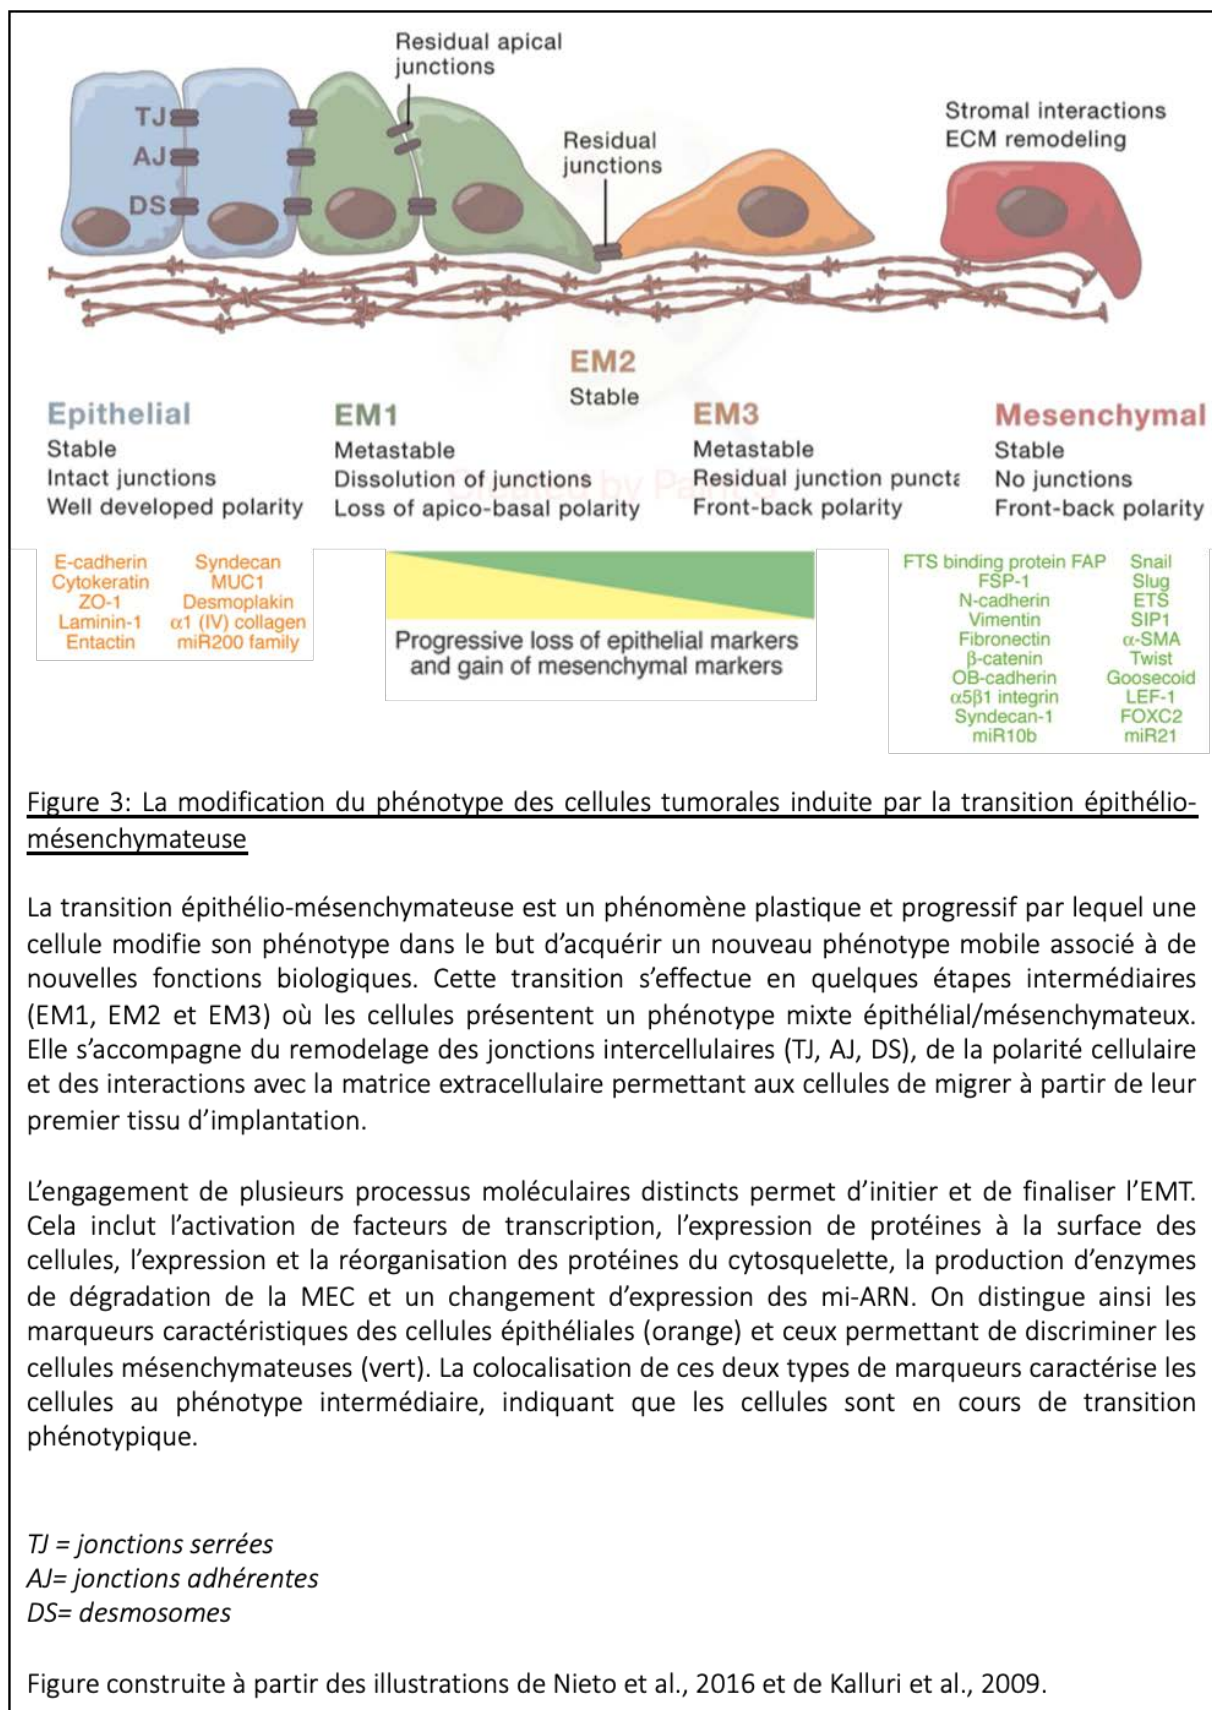 Residual apical
junctions
TJ
AJ
DS
Residual
junctions
Stromal interactions
ECM remodeling
EM2
Stable
Epithelial
Stable
Intact junctions
Well developed polarity
EM1
Metastable
Dissolution of junctions
Loss of apico-basal polarity
EM3
Metastable
Residual junction puncta
Front-back polarity
Mesenchymal
Stable
No junctions
Front-back polarity
E-cadherin Syndecan
Cytokeratin MUC1
ZO-1 Desmoplakin
Laminin-1 α1 (IV) collagen
Entactin miR200 family
Progressive loss of epithelial markers
and gain of mesenchymal markers
FTS binding protein FAP Snail
FSP-1 Slug
N-cadherin ETS
Vimentin SIP1
Fibronectin α-SMA
β-catenin Twist
OB-cadherin Goosecoid
α5β1 integrin LEF-1
Syndecan-1 FOXC2
miR10b miR21
Figure 3: La modification du phénotype des cellules tumorales induite par la transition épithélio-
mésenchymateuse
La transition épithélio-mésenchymateuse est un phénomène plastique et progressif par lequel une
cellule modifie son phénotype dans le but d'acquérir un nouveau phénotype mobile associé à de
nouvelles fonctions biologiques. Cette transition s'effectue en quelques étapes intermédiaires
(EM1, EM2 et EM3) où les cellules présentent un phénotype mixte épithélial/mésenchymateux.
Elle s'accompagne du remodelage des jonctions intercellulaires (TJ, AJ, DS), de la polarité cellulaire
et des interactions avec la matrice extracellulaire permettant aux cellules de migrer à partir de leur
premier tissu d'implantation.
L'engagement de plusieurs processus moléculaires distincts permet d'initier et de finaliser l'EMT.
Cela inclut l'activation de facteurs de transcription, l'expression de protéines à la surface des
cellules, l'expression et la réorganisation des protéines du cytosquelette, la production d'enzymes
de dégradation de la MEC et un changement d'expression des mi-ARN. On distingue ainsi les
marqueurs caractéristiques des cellules épithéliales (orange) et ceux permettant de discriminer les
cellules mésenchymateuses (vert). La colocalisation de ces deux types de marqueurs caractérise les
cellules au phénotype intermédiaire, indiquant que les cellules sont en cours de transition
phénotypique.
TJ = jonctions serrées
AJ= jonctions adhérentes
DS= desmosomes
Figure construite à partir des illustrations de Nieto et al., 2016 et de Kalluri et al., 2009.